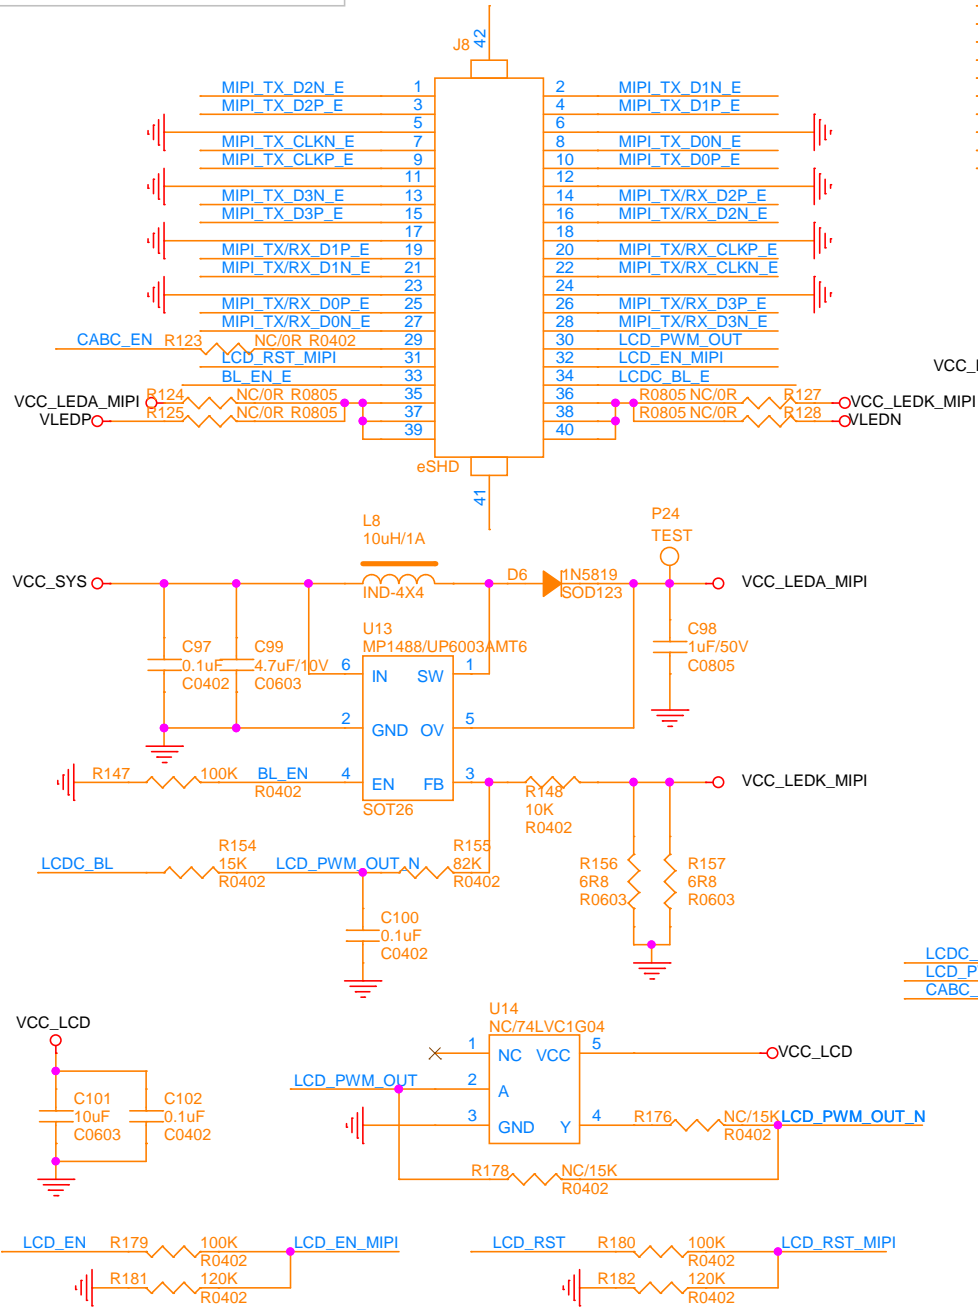 J8
42
MIPI_TX_D2N_E 1 2 MIPI_TX_D1N_E
MIPI_TX_D2P_E 3 4 MIPI_TX_D1P_E
5 6
MIPI_TX_CLKN_E 7 8 MIPI_TX_D0N_E
MIPI_TX_CLKP_E 9 10 MIPI_TX_D0P_E
11 12
MIPI_TX_D3N_E 13 14 MIPI_TX/RX_D2P_E
MIPI_TX_D3P_E 15 16 MIPI_TX/RX_D2N_E
17 18
MIPI_TX/RX_D1P_E 19 20 MIPI_TX/RX_CLKP_E
MIPI_TX/RX_D1N_E 21 22 MIPI_TX/RX_CLKN_E
23 24
MIPI_TX/RX_D0P_E 25 26 MIPI_TX/RX_D3P_E
MIPI_TX/RX_D0N_E 27 28 MIPI_TX/RX_D3N_E
CABC_EN R123 NC/0R R0402 29 30 LCD_PWM_OUT
LCD_RST_MIPI 31 32 LCD_EN_MIPI
BL_EN_E 33 34 LCDC_BL_E
VCC_LEDA_MIPI R124 NC/0R R0805 35 36 R0805 NC/0R R127 VCC_LEDK_MIPI
VLEDP R125 NC/0R R0805 37 38 R0805 NC/0R R128 VLEDN
39 40
eSHD
41
L8
10uH/1A
IND-4X4
P24
TEST
VCC_SYS
D6 1N5819
SOD123
VCC_LEDA_MIPI
C97
0.1uF
C0402
C99
4.7uF/10V
C0603
U13
MP1488/UP6003AMT6
6 IN SW 1
2 GND OV 5
4 EN FB 3
SOT26
C98
1uF/50V
C0805
R147 100K
R0402
BL_EN
R148
10K
R0402
VCC_LEDK_MIPI
LCDC_BL
R154
15K
R0402
LCD_PWM_OUT_N
R155
82K
R0402
R156
6R8
R0603
R157
6R8
R0603
C100
0.1uF
C0402
LCDC_
LCD_P
CABC_
VCC_LCD
C101
10uF
C0603
C102
0.1uF
C0402
U14
NC/74LVC1G04
1 NC VCC 5 VCC_LCD
LCD_PWM_OUT 2 A
3 GND Y 4
R176 NC/15K
R0402
LCD_PWM_OUT_N
R178 NC/15K
R0402
LCD_EN R179 100K
R0402
LCD_EN_MIPI
R181 120K
R0402
LCD_RST R180 100K
R0402
LCD_RST_MIPI
R182 120K
R0402